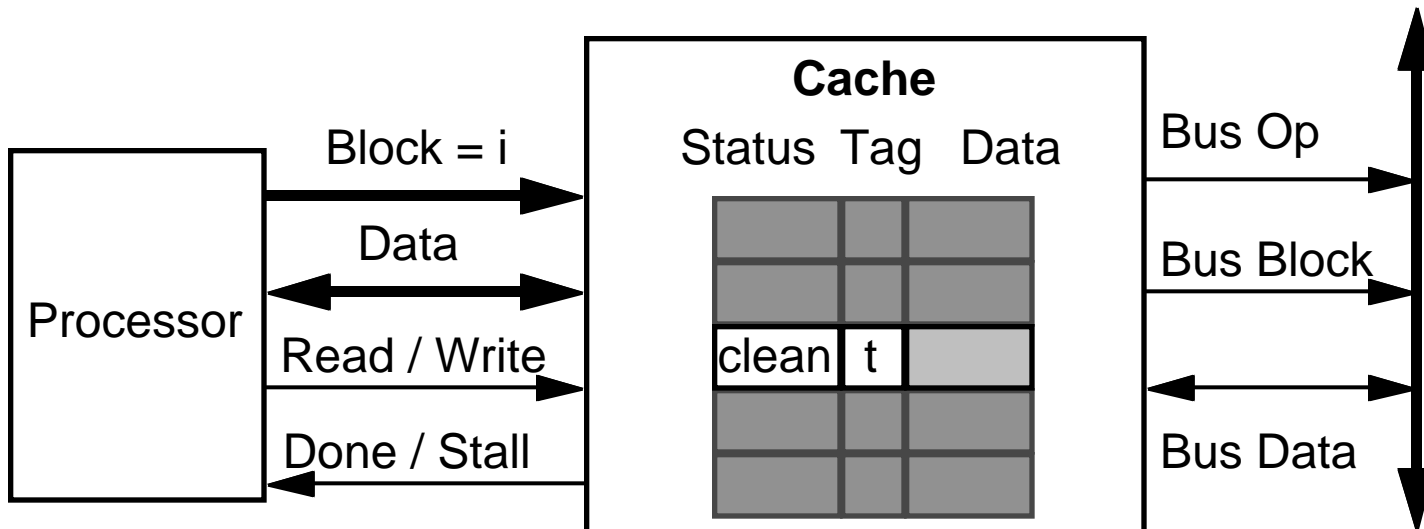 Cache
Block = i
Status Tag Data
Bus Op
Data
Bus Block
Processor
Read / Write
clean t
Done / Stall
Bus Data